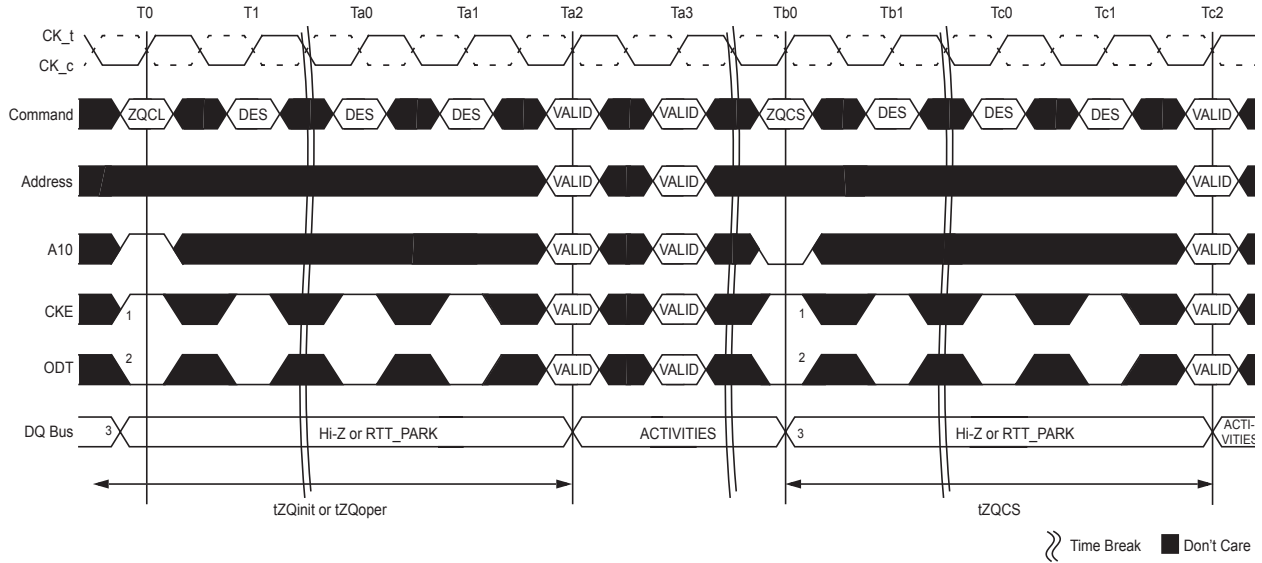 T0 T1 Ta0 Ta1 Ta2 Ta3 Tb0 Tb1 Tc0 Tc1 Tc2
CK_t
CK_c
Command ZQCL DES DES DES VALID VALID ZQCS DES DES DES VALID
Address VALID VALID VALID
A10 VALID VALID VALID
CKE 1 VALID VALID 1 VALID
ODT 2 VALID VALID 2 VALID
DQ Bus 3 Hi-Z or RTT_PARK ACTIVITIES 3 Hi-Z or RTT_PARK ACTI-
VITIES
tZQinit or tZQoper tZQCS
Time Break Don't Care